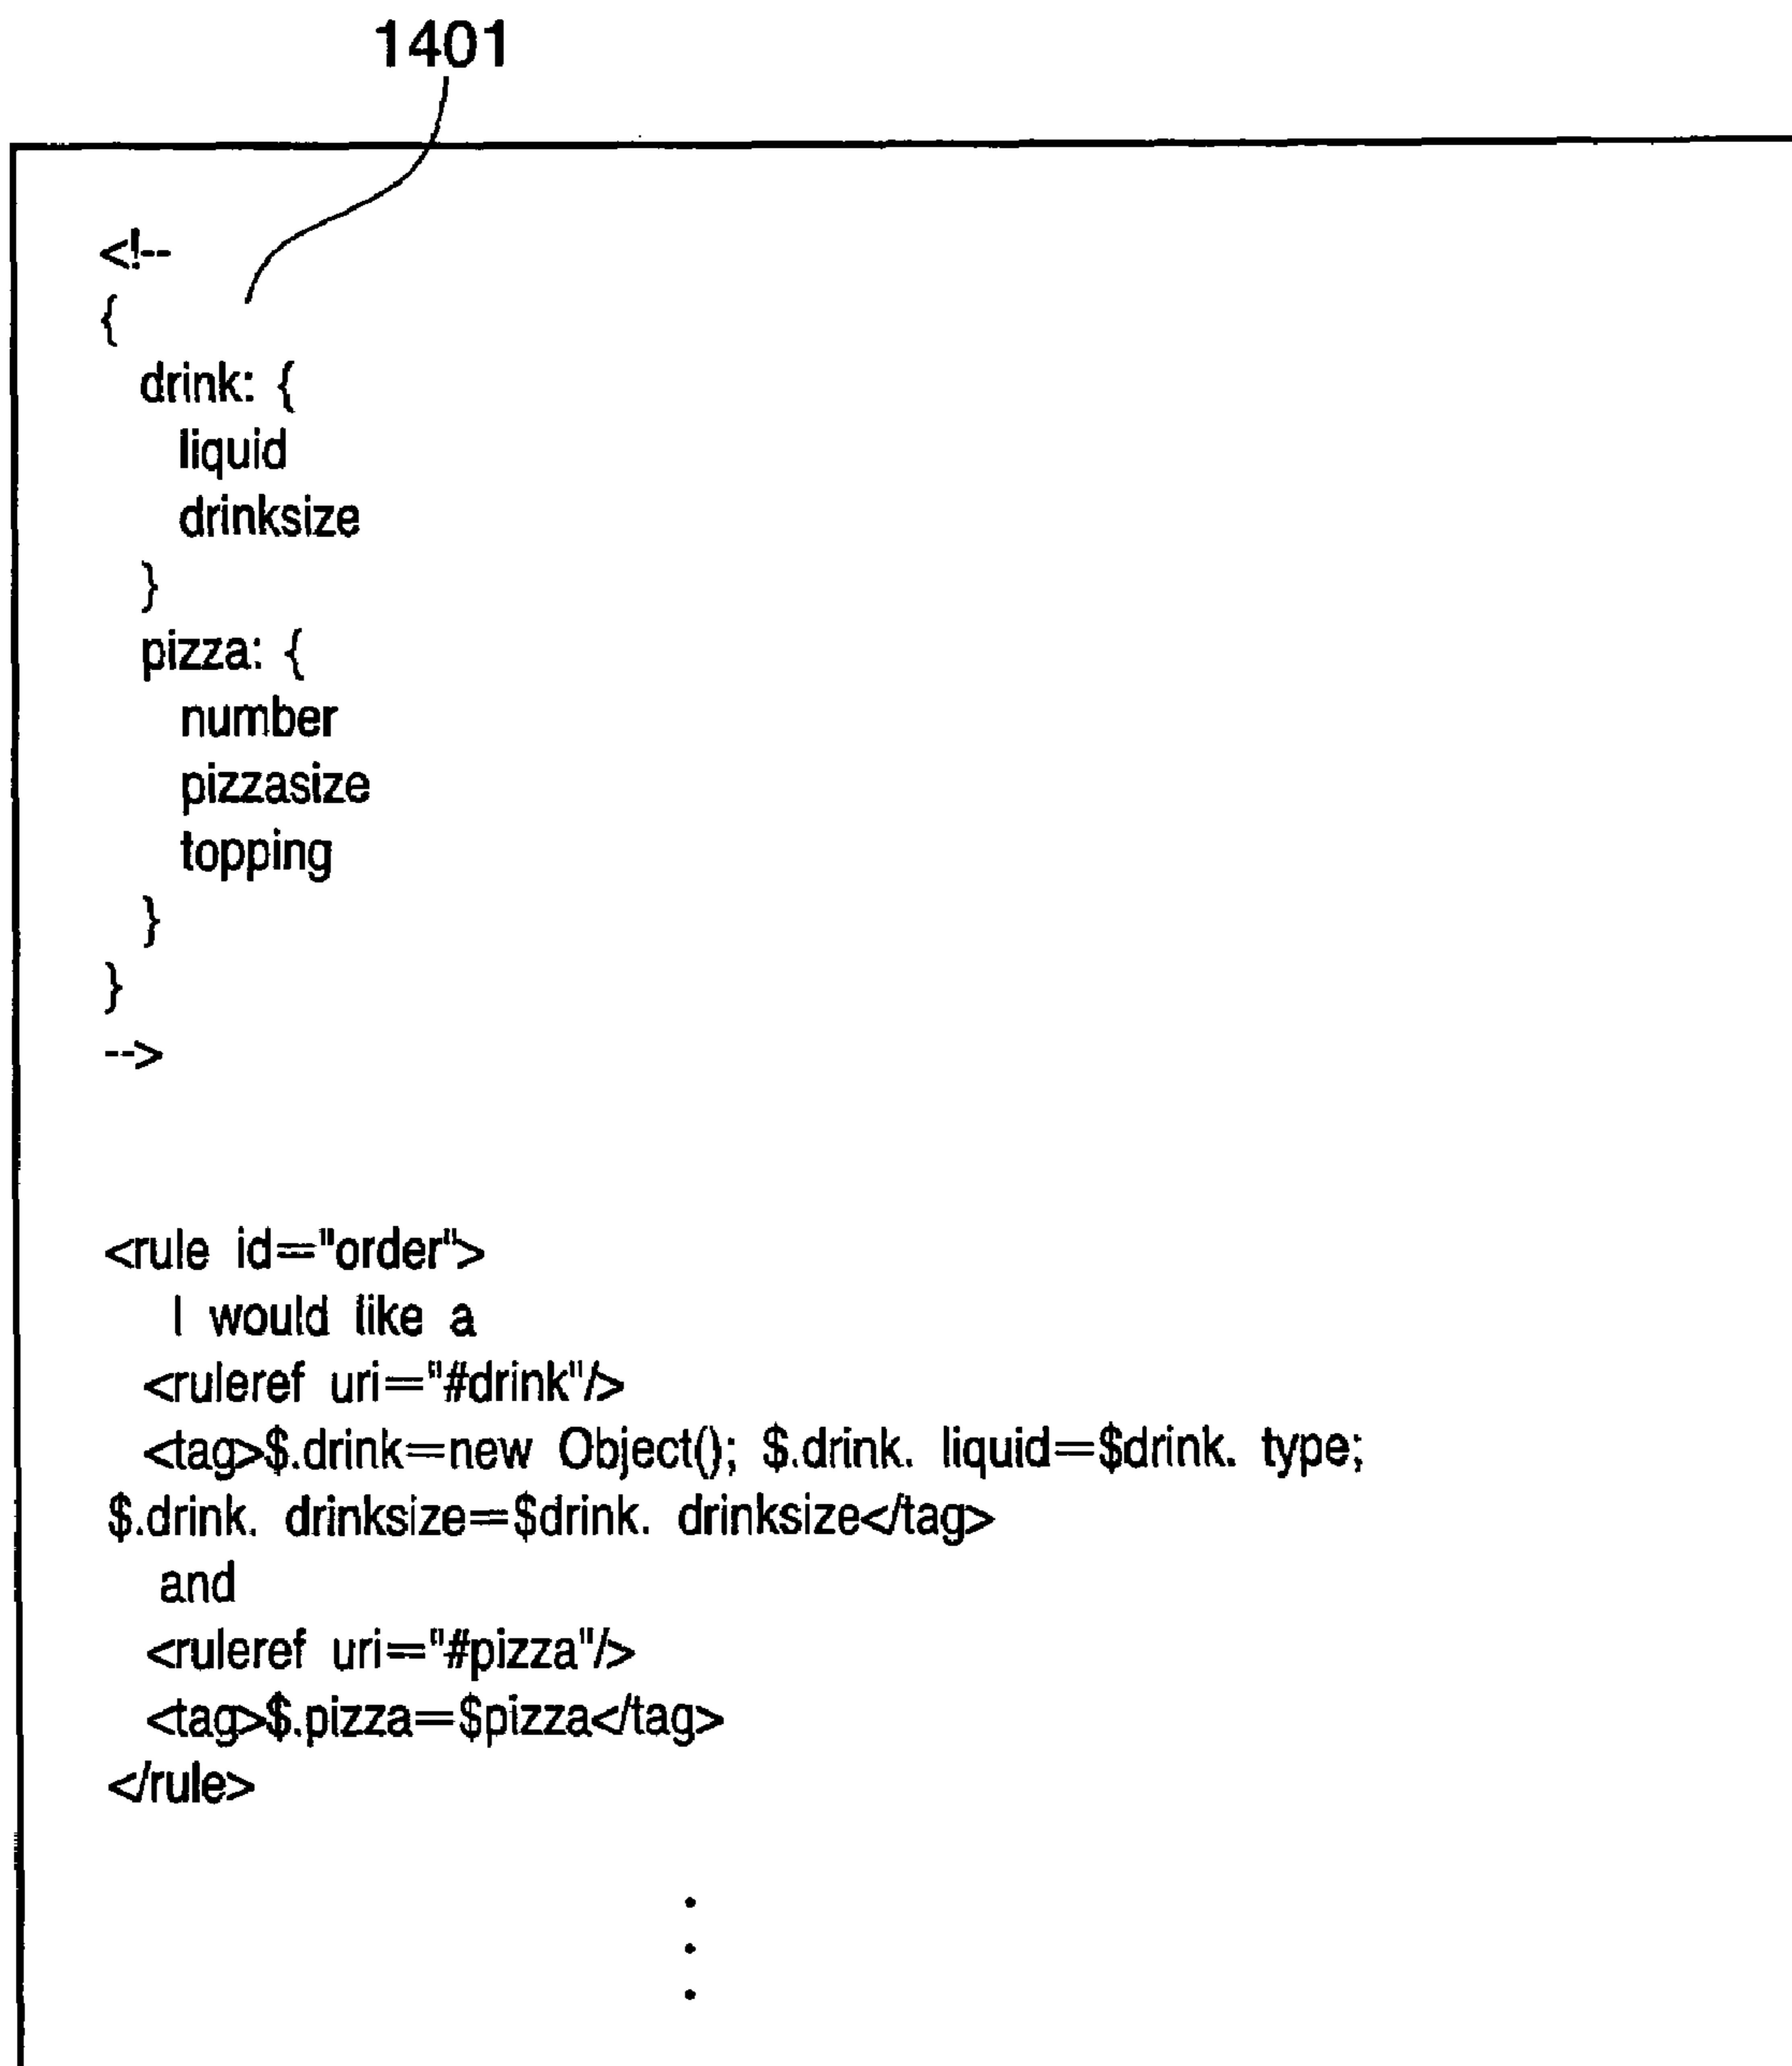 1401
<!--
{
drink: {
liquid
drinksize
}
pizza: {
number
pizzasize
topping
}
}
-->
<rule id="order">
I would like a
<ruleref uri="#drink"/>
<tag>$.drink=new Object(); $.drink. liquid=$drink. type;
$.drink. drinksize=$drink. drinksize</tag>
and
<ruleref uri="#pizza"/>
<tag>$.pizza=$pizza</tag>
</rule>
.
.
.